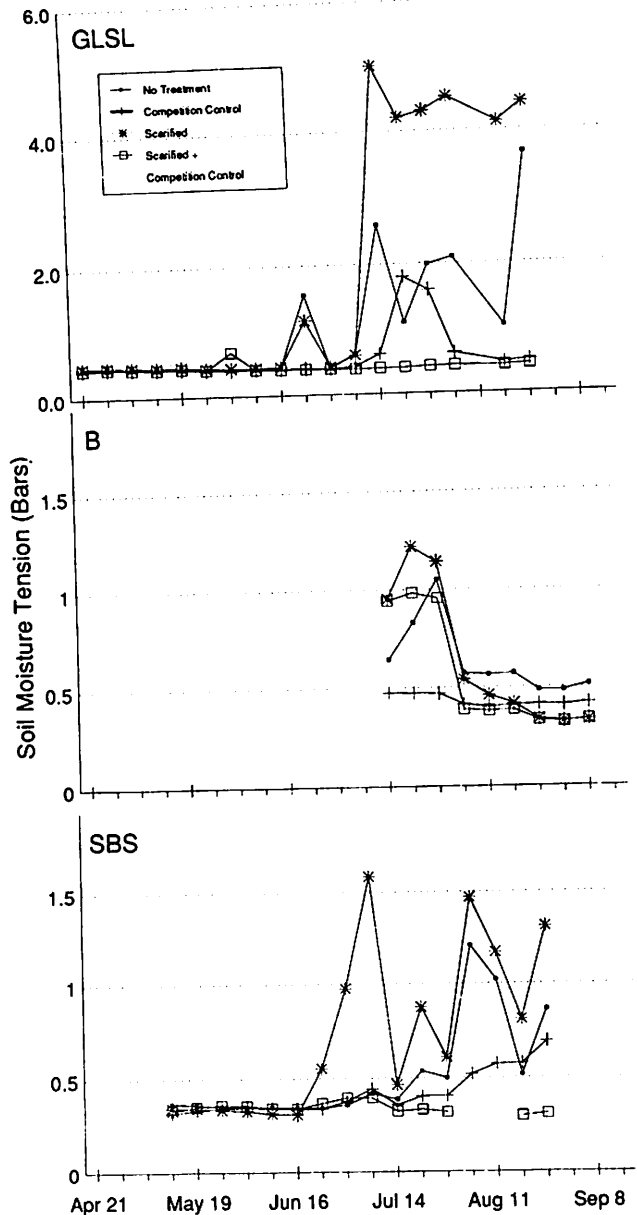 6.0
GLSL
No Treatment
Competition Control
Scarified
Scarified +
Competition Control
4.0
2.0
0.0
B
Soil Moisture Tension (Bars)
1.5
1
0.5
0
SBS
1.5
1
0.5
0
Apr 21 May 19 Jun 16 Jul 14 Aug 11 Sep 8